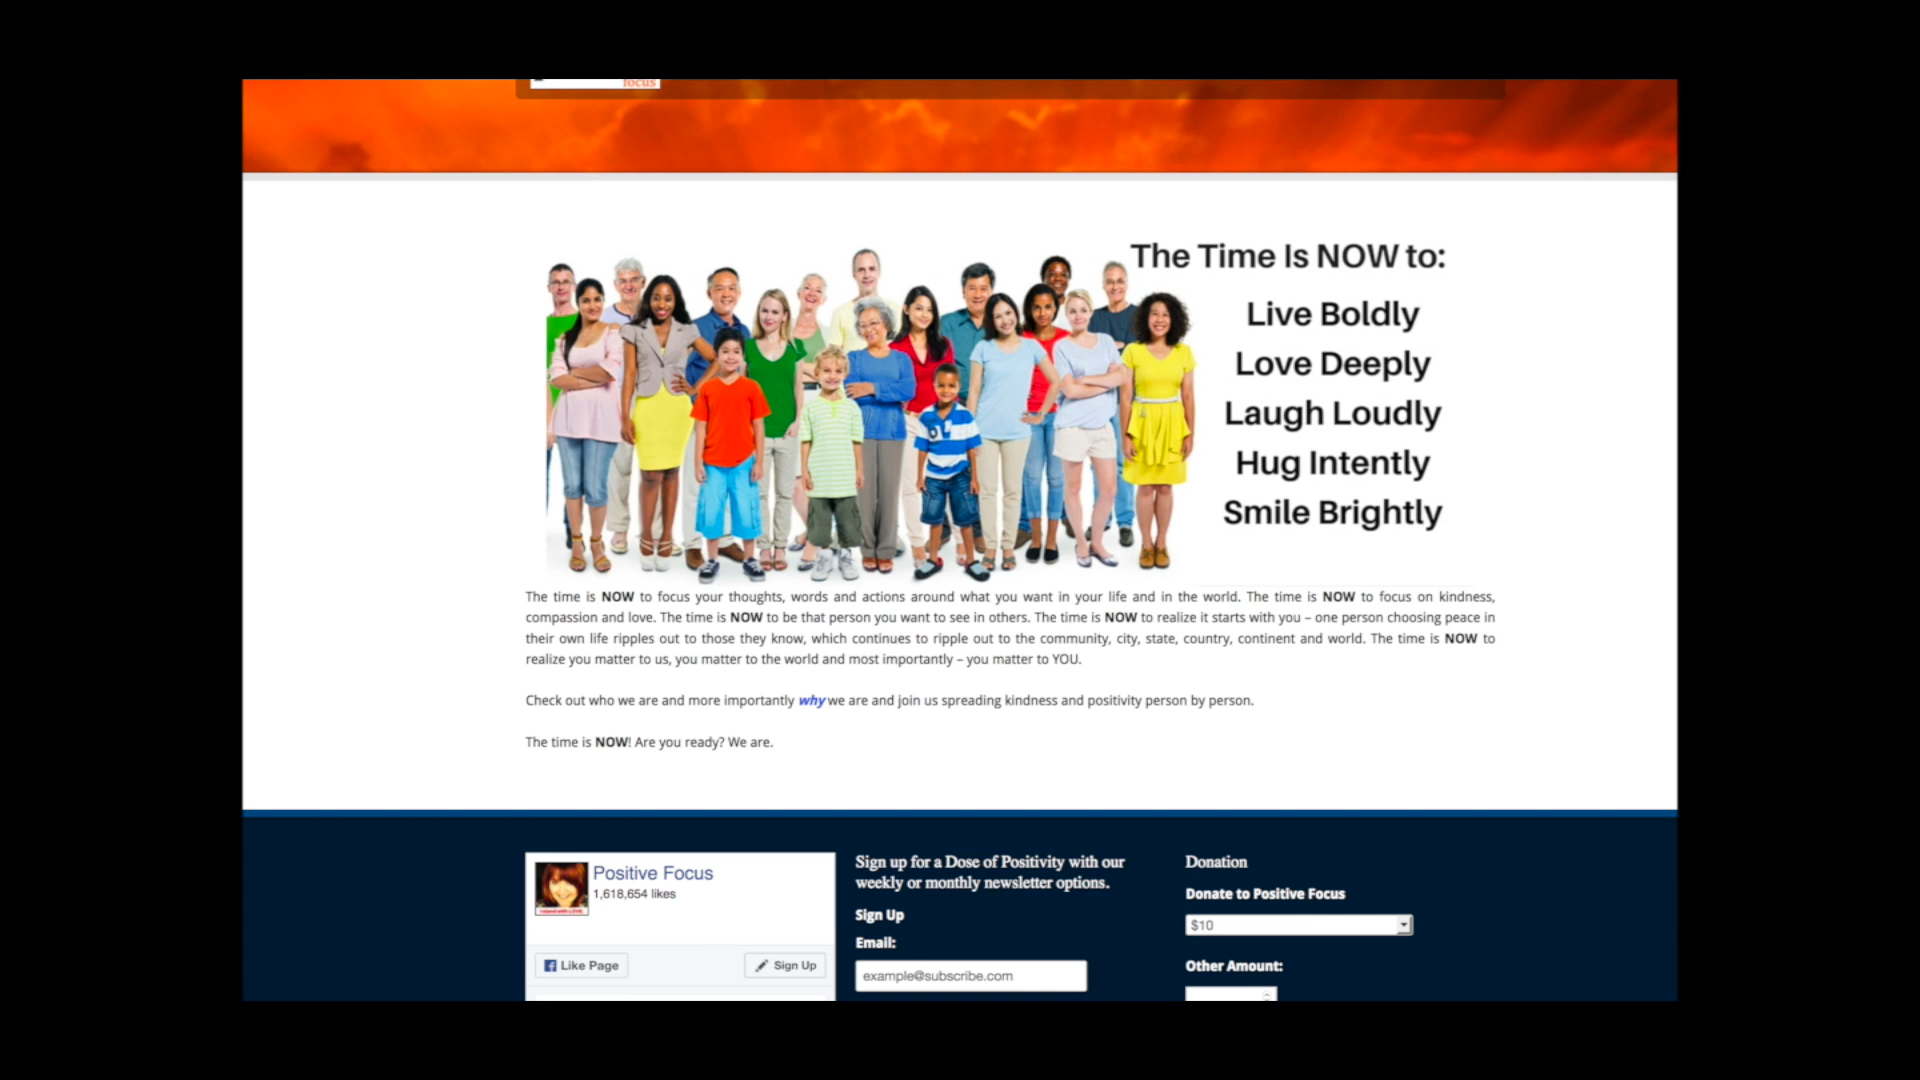 focus
The Time Is NOW to:
Live Boldly
Love Deeply
Laugh Loudly
Hug Intently
Smile Brightly
The time is NOW to focus your thoughts, words and actions around what you want in your life and in the world. The time is NOW to focus on kindness,
compassion and love. The time is NOW to be that person you want to see in others. The time is NOW to realize it starts with you – one person choosing peace in
their own life ripples out to those they know, which continues to ripple out to the community, city, state, country, continent and world. The time is NOW to
realize you matter to us, you matter to the world and most importantly – you matter to YOU.
Check out who we are and more importantly why we are and join us spreading kindness and positivity person by person.
The time is NOW! Are you ready? We are.
Positive Focus
1,618,654 likes
Like Page
Sign Up
Sign up for a Dose of Positivity with our
weekly or monthly newsletter options.
Sign Up
Email:
example@subscribe.com
Donation
Donate to Positive Focus
$10
Other Amount: